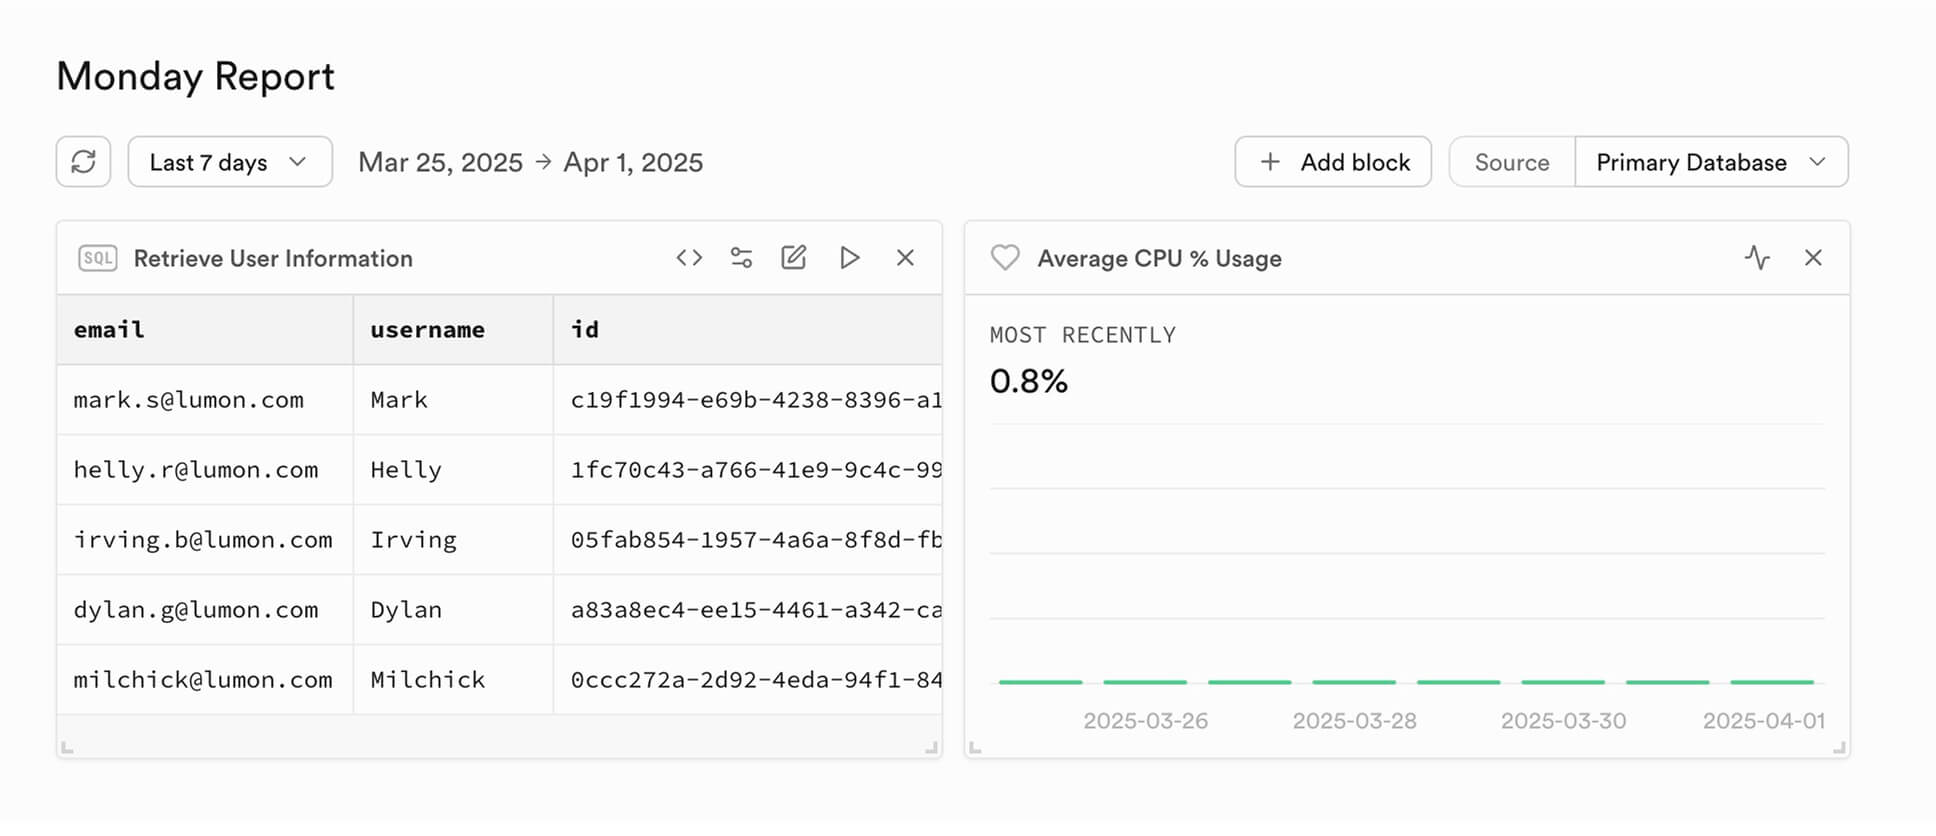 Monday Report
Last 7 days
Mar 25, 2025 → Apr 1, 2025
+ Add block
Source
Primary Database
SQL
Retrieve User Information
email username id
mark.s@lumon.com Mark c19f1994-e69b-4238-8396-a1
helly.r@lumon.com Helly 1fc70c43-a766-41e9-9c4c-99
irving.b@lumon.com Irving 05fab854-1957-4a6a-8f8d-fb
dylan.g@lumon.com Dylan a83a8ec4-ee15-4461-a342-ca
milchick@lumon.com Milchick 0ccc272a-2d92-4eda-94f1-84
Average CPU % Usage
MOST RECENTLY
0.8%
2025-03-26 2025-03-28 2025-03-30 2025-04-01